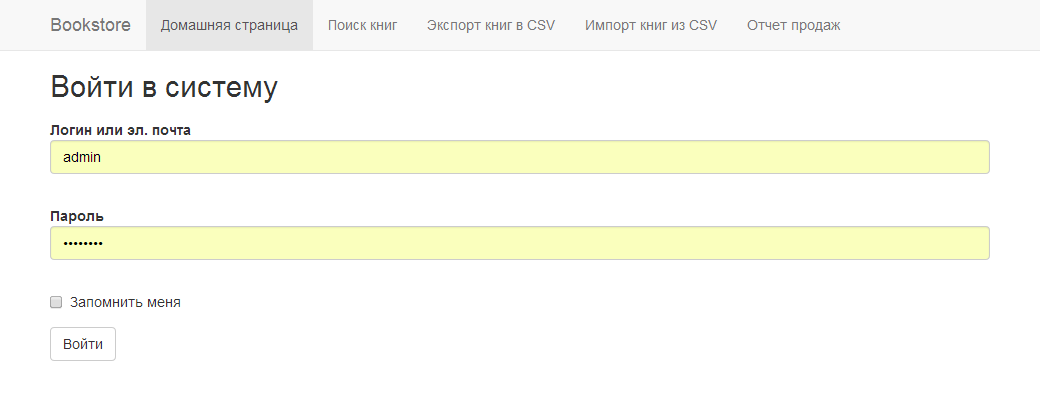 Bookstore Домашняя страница Поиск книг Экспорт книг в CSV Импорт книг из CSV Отчет продаж
Войти в систему
Логин или эл. почта
admin
Пароль
••••••••
Запомнить меня
Войти